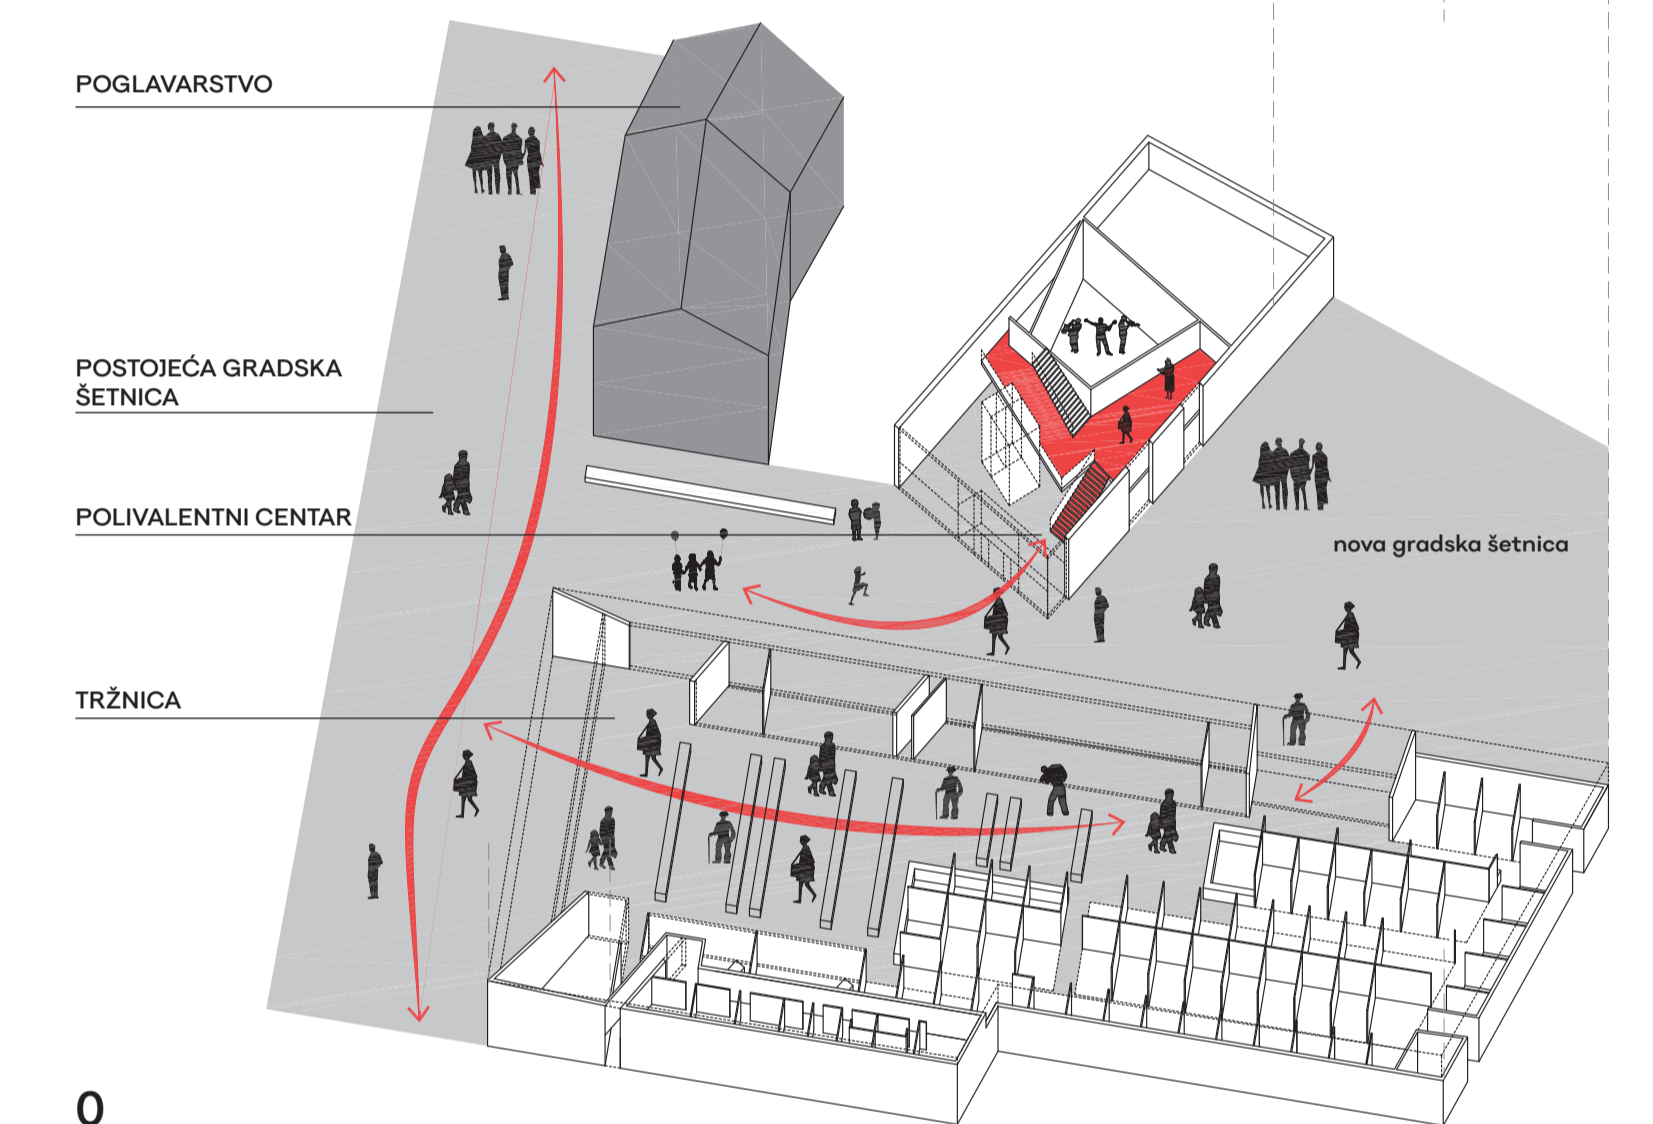 POGLAVARSTVO
POSTOJEĆA GRADSKA
ŠETNICA
POLIVALENTNI CENTAR
nova gradska šetnica
TRŽNICA
0